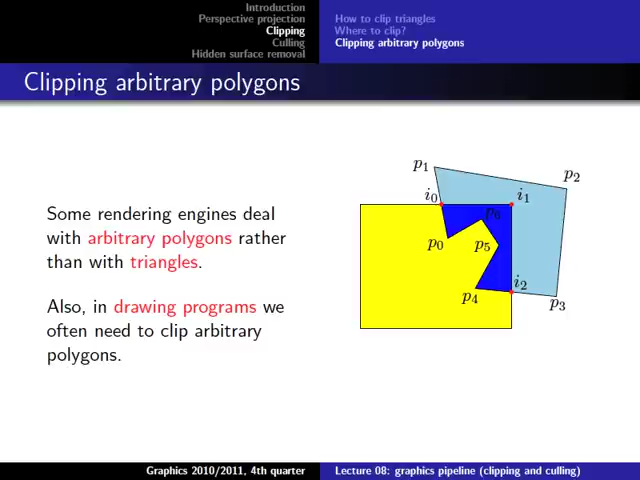 Introduction
Perspective projection
Clipping
Culling
Hidden surface removal
How to clip triangles
Where to clip?
Clipping arbitrary polygons
Clipping arbitrary polygons
Some rendering engines deal
with arbitrary polygons rather
than with triangles.
Also, in drawing programs we
often need to clip arbitrary
polygons.
p1
p2
i0
i1
p6
p0
p5
i2
p4
p3
Graphics 2010/2011, 4th quarter
Lecture 08: graphics pipeline (clipping and culling)